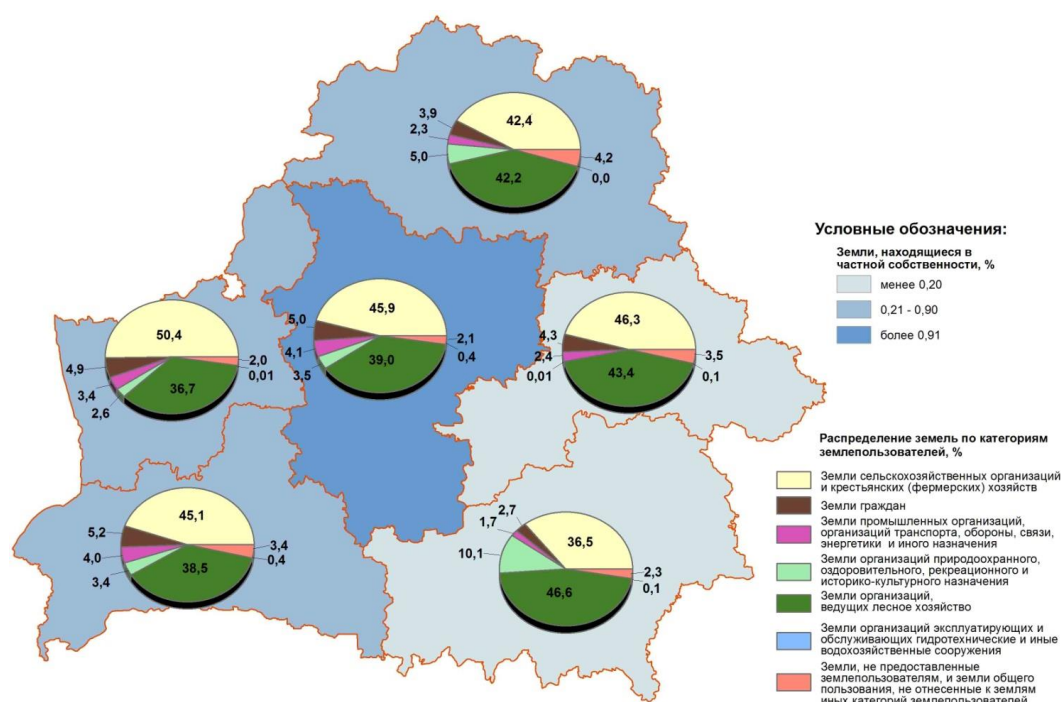 42,4
3,9
2,3
5,0
4,2
0,0
42,2
Условные обозначения:
Земли, находящиеся в
частной собственности, %
менее 0,20
0,21 - 0,90
более 0,91
50,4
4,9
3,4
2,6
36,7
2,0
0,01
45,9
5,0
4,1
3,5
39,0
2,1
0,4
46,3
4,3
2,4
0,01
43,4
3,5
0,1
45,1
5,2
4,0
3,4
38,5
3,4
0,4
36,5
2,7
1,7
10,1
46,6
2,3
0,1
Распределение земель по категориям
землепользователей, %
Земли сельскохозяйственных организаций
и крестьянских (фермерских) хозяйств
Земли граждан
Земли промышленных организаций,
организаций транспорта, обороны, связи,
энергетики и иного назначения
Земли организаций природоохранного,
оздоровительного, рекреационного и
историко-культурного назначения
Земли организаций,
ведущих лесное хозяйство
Земли организаций эксплуатирующих и
обслуживающих гидротехнические и иные
водохозяйственные сооружения
Земли, не предоставленные
землепользователям, и земли общего
пользования, не отнесенные к землям
иных категорий землепользователей